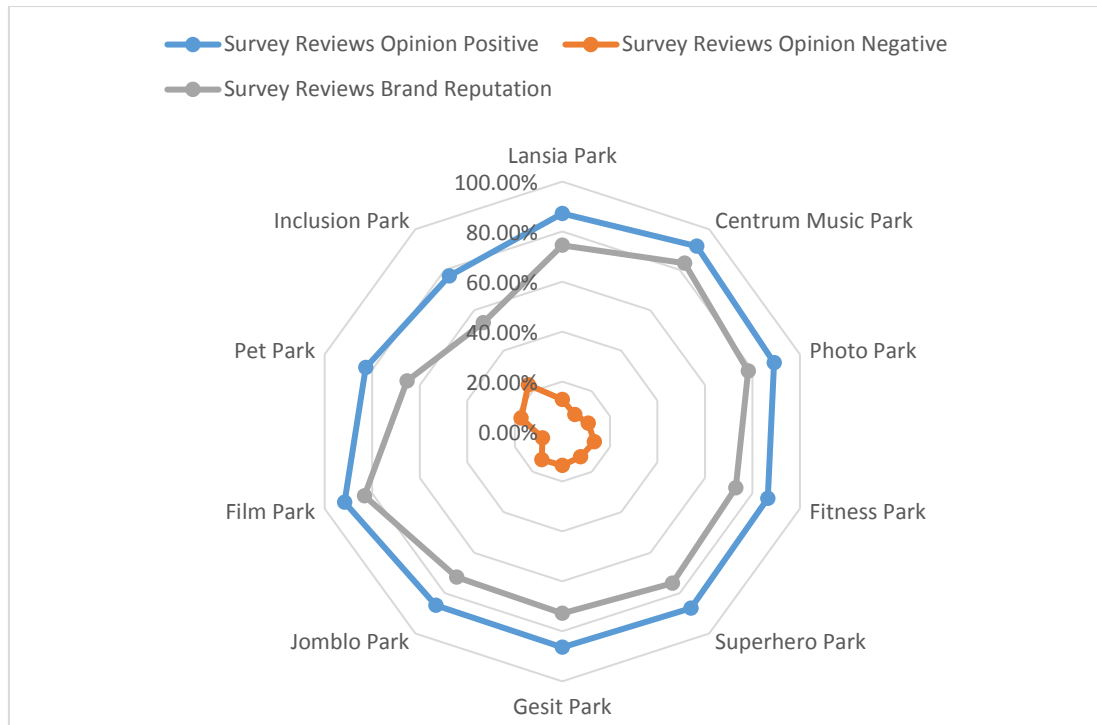 Survey Reviews Opinion Positive
Survey Reviews Opinion Negative
Survey Reviews Brand Reputation
Lansia Park
Centrum Music Park
Photo Park
Fitness Park
Superhero Park
Gesit Park
Jomblo Park
Film Park
Pet Park
Inclusion Park
100.00%
80.00%
60.00%
40.00%
20.00%
0.00%